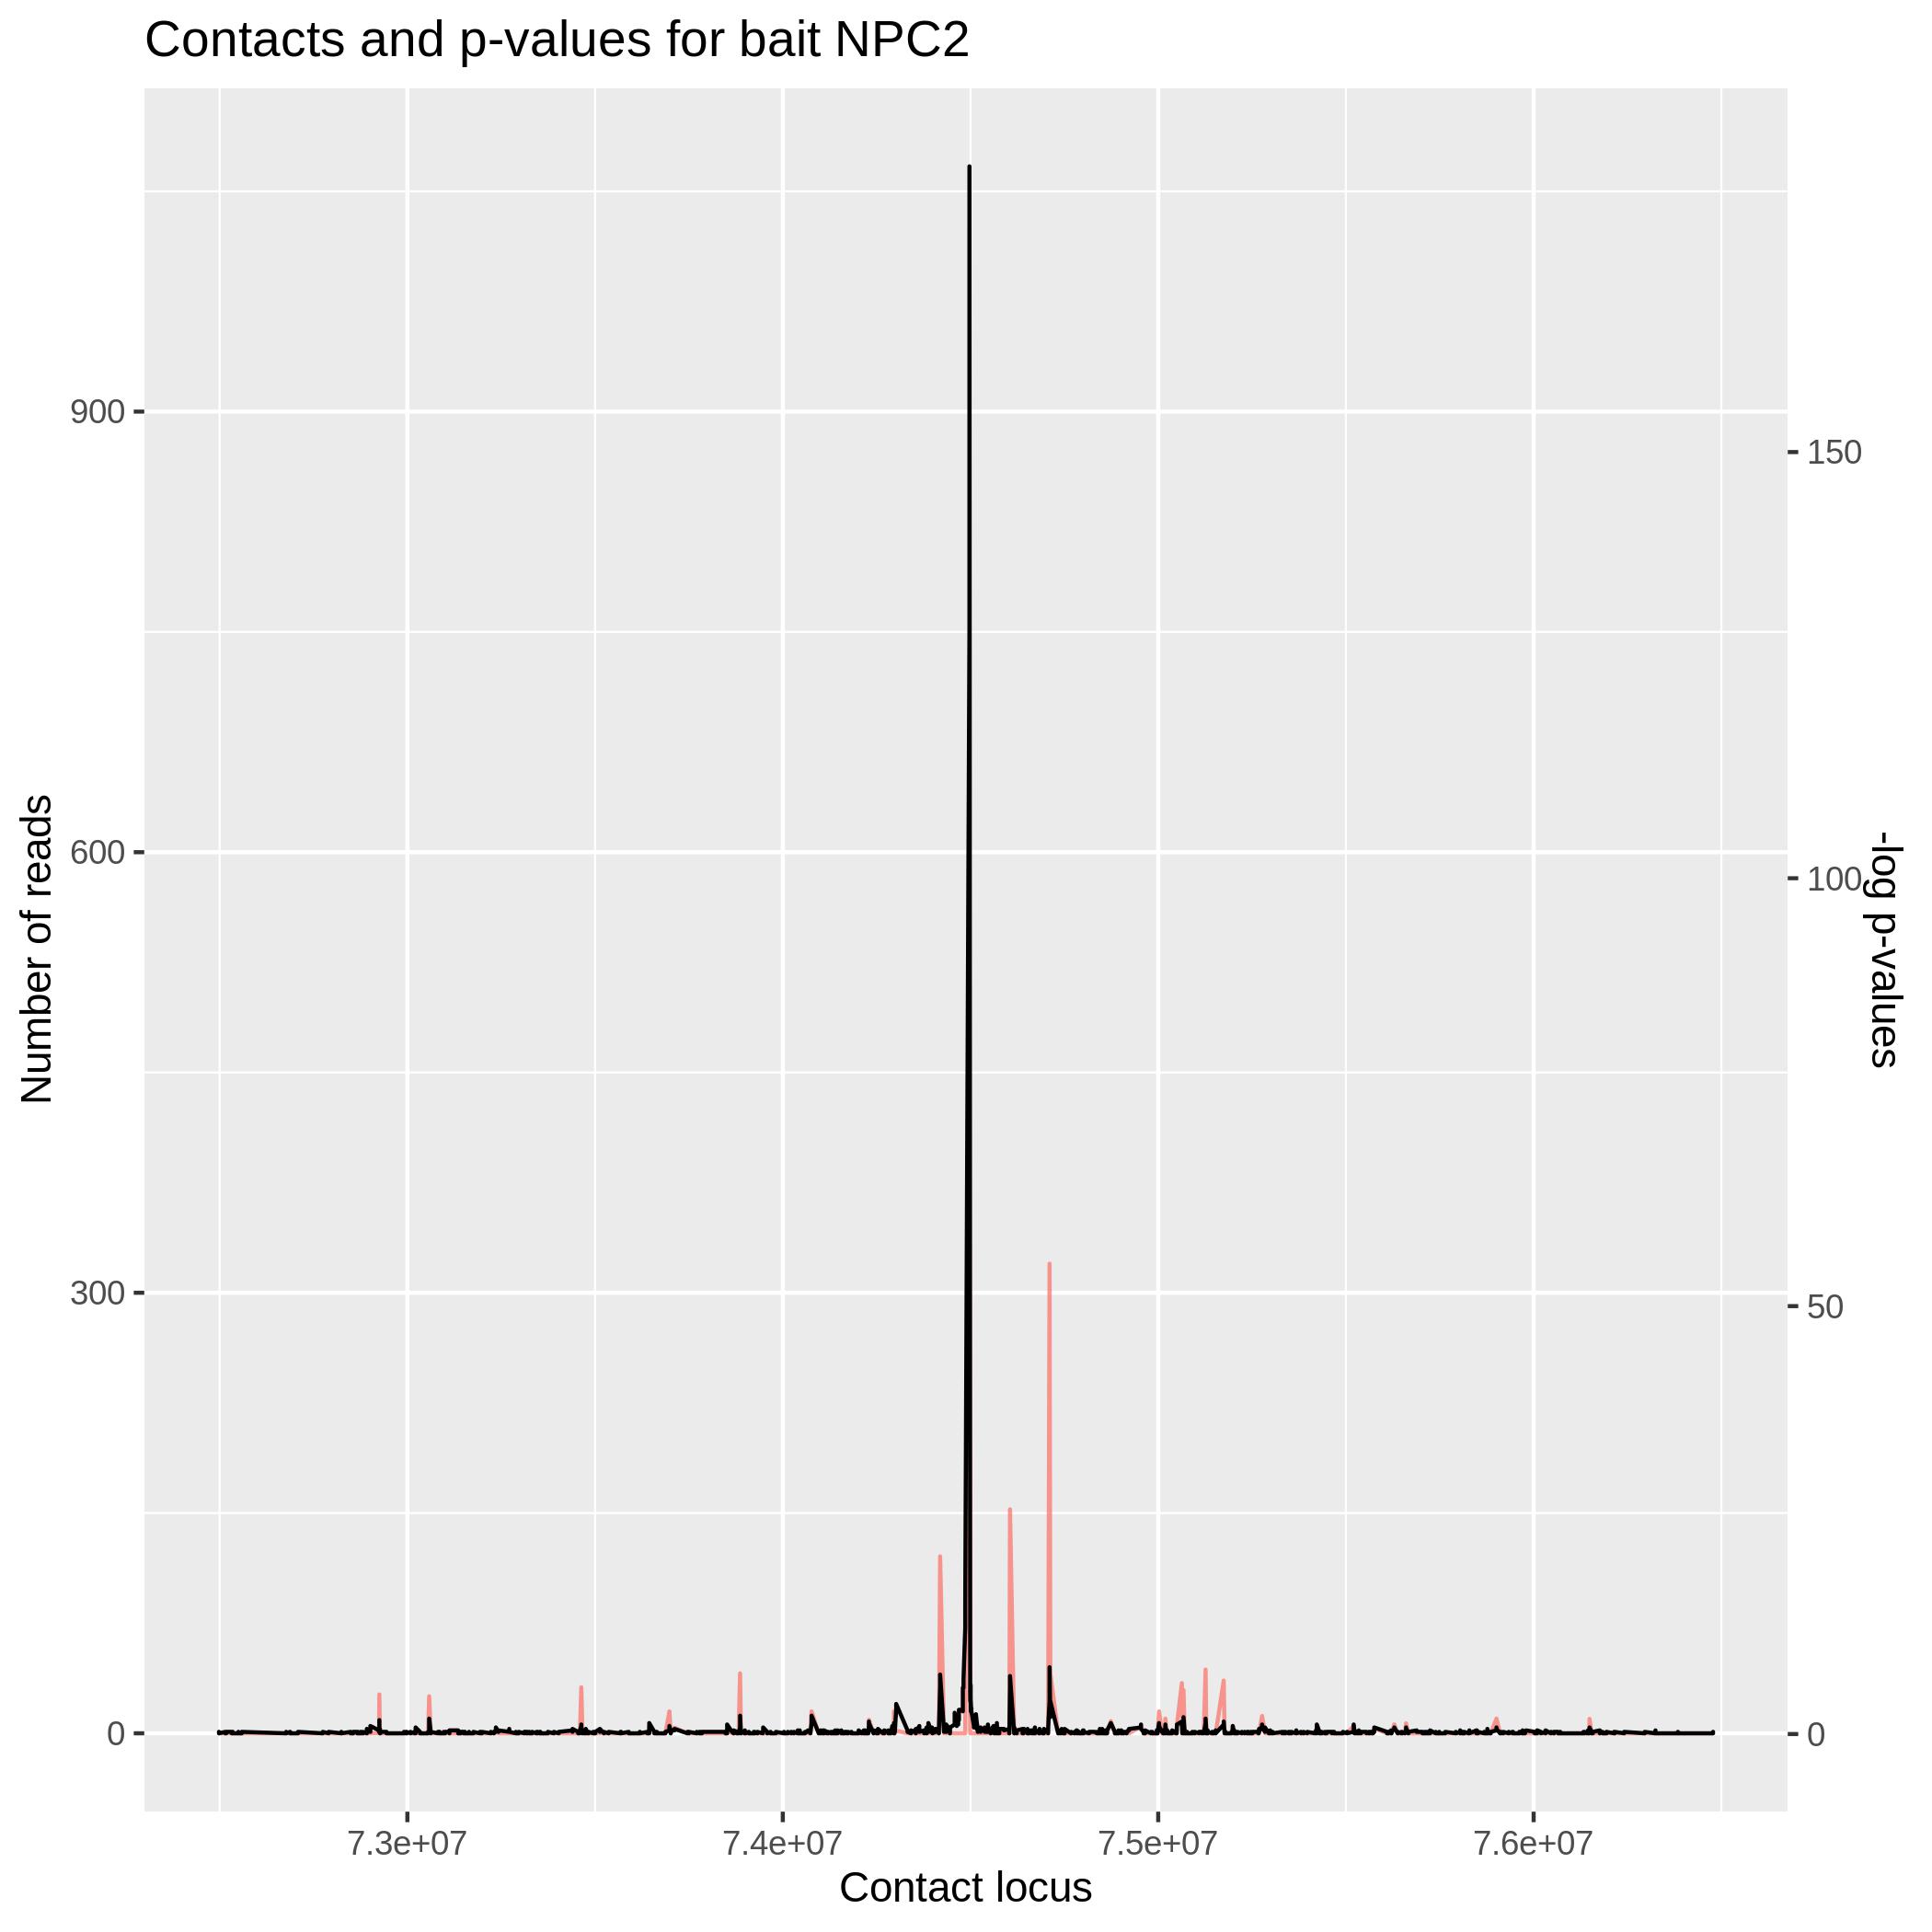 Contacts and p-values for bait NPC2
900
600
300
0
150
100
50
0
Number of reads
-log p-values
7.3e+07
7.4e+07
7.5e+07
7.6e+07
Contact locus